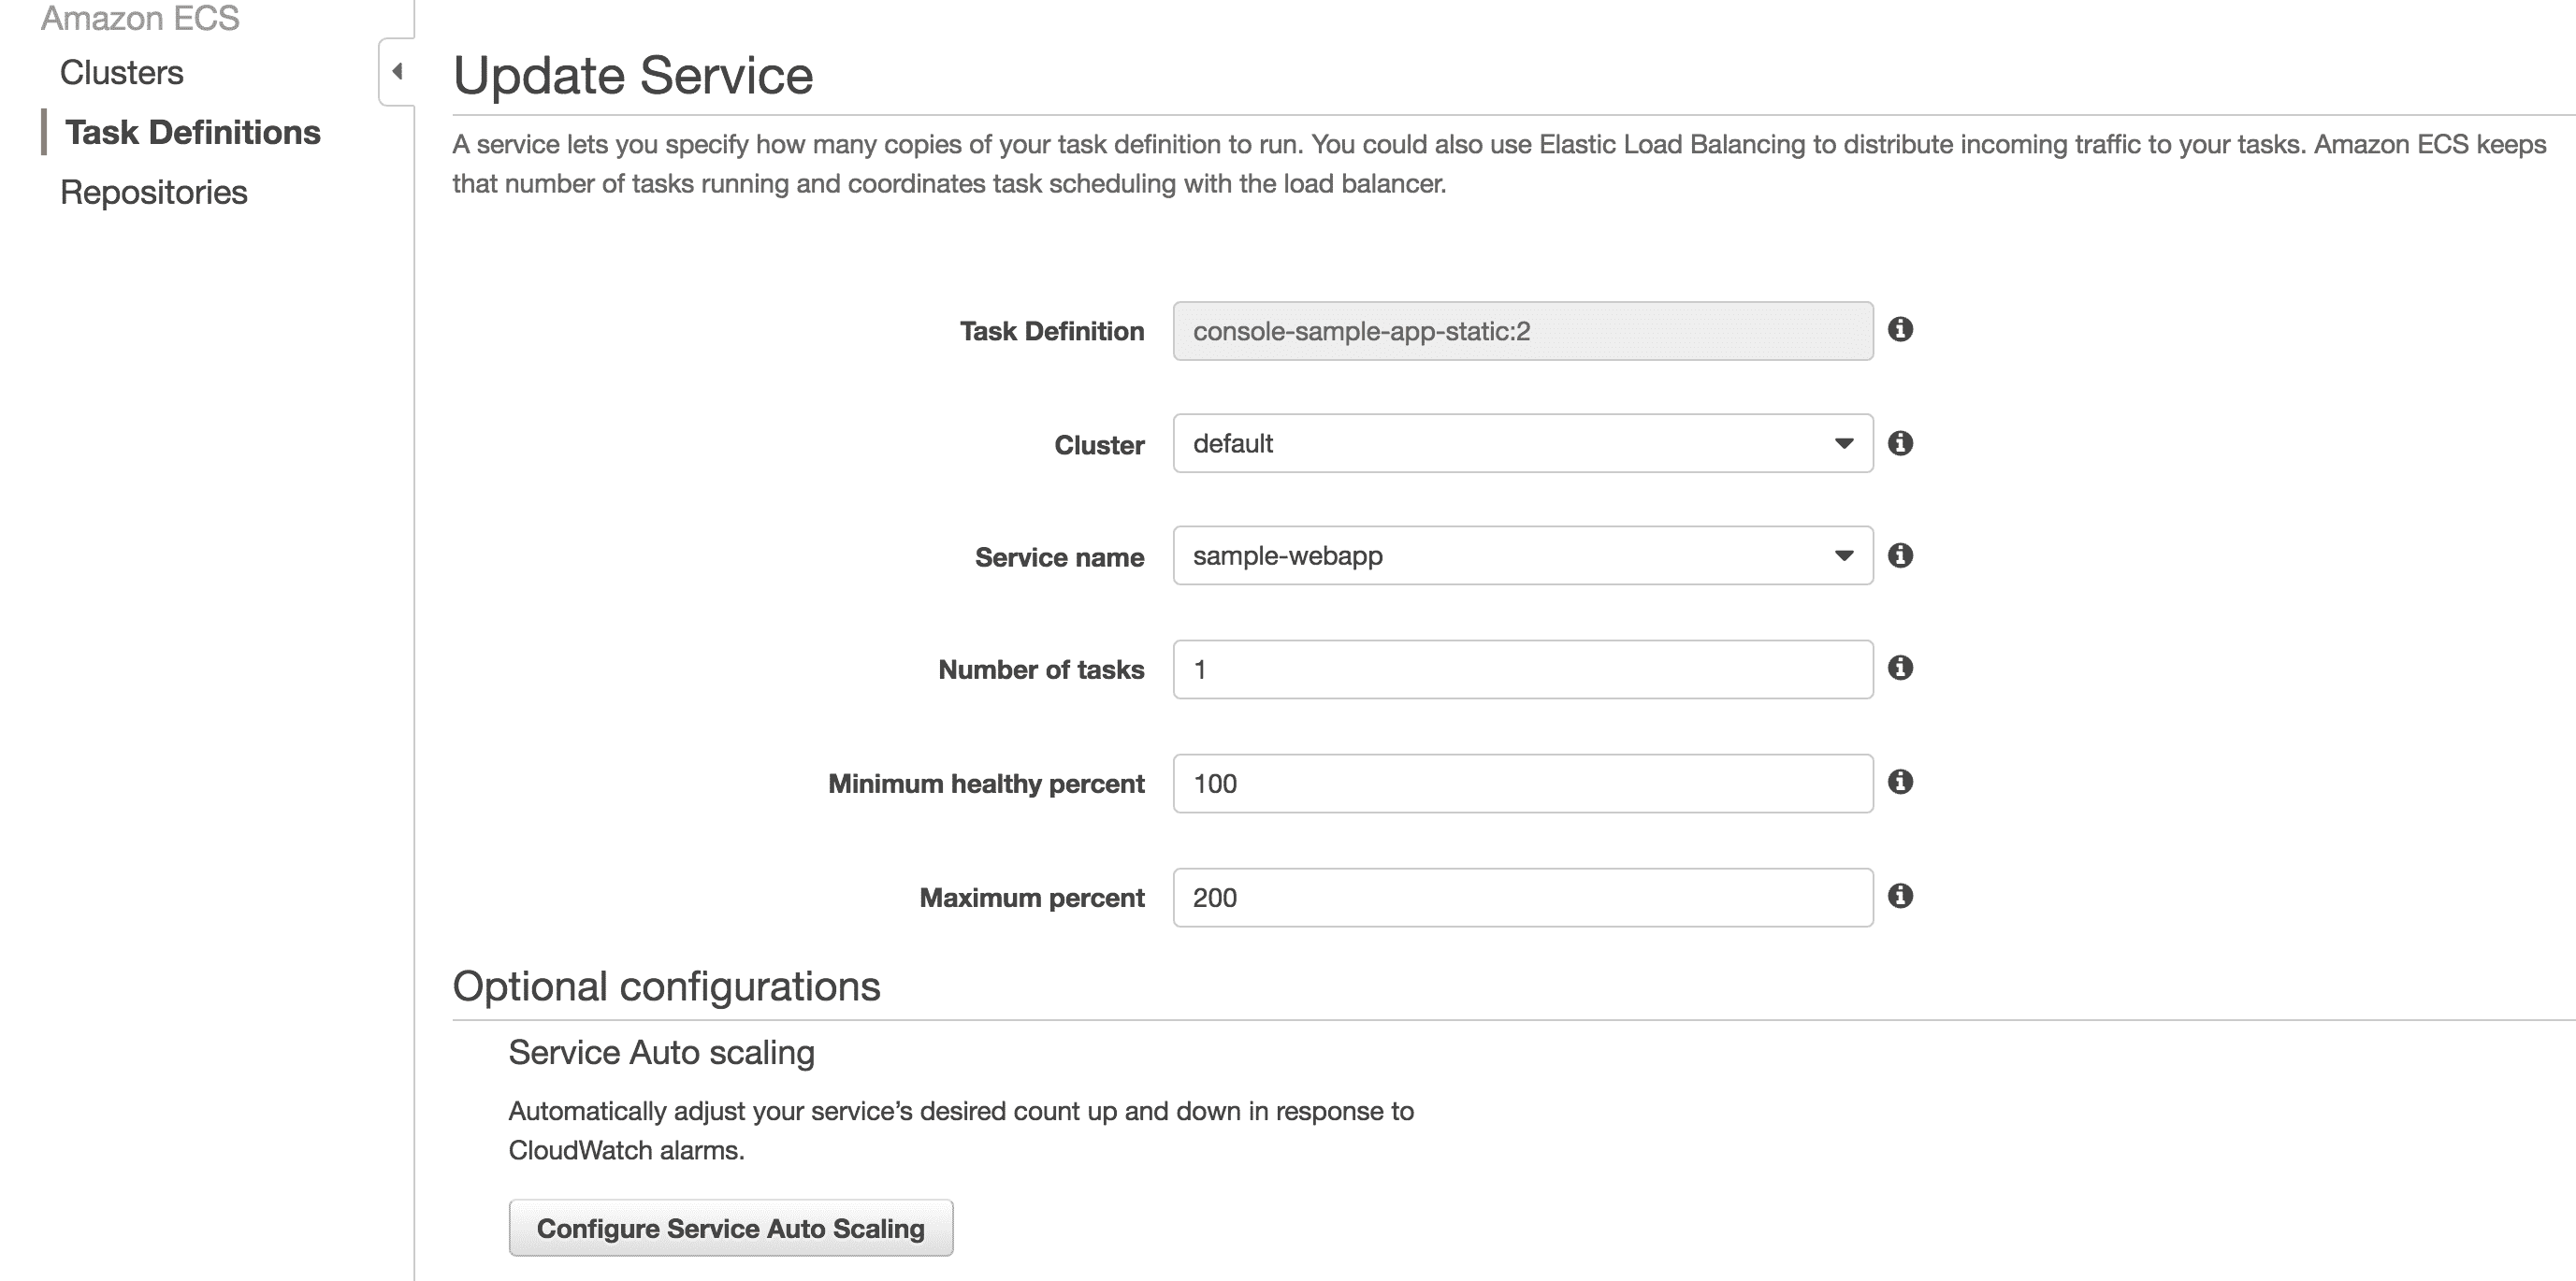 Amazon ECS
Clusters
Task Definitions
Repositories
Update Service
A service lets you specify how many copies of your task definition to run. You could also use Elastic Load Balancing to distribute incoming traffic to your tasks. Amazon ECS keeps
that number of tasks running and coordinates task scheduling with the load balancer.
Task Definition console-sample-app-static:2
Cluster default
Service name sample-webapp
Number of tasks 1
Minimum healthy percent 100
Maximum percent 200
Optional configurations
Service Auto scaling
Automatically adjust your service’s desired count up and down in response to
CloudWatch alarms.
Configure Service Auto Scaling